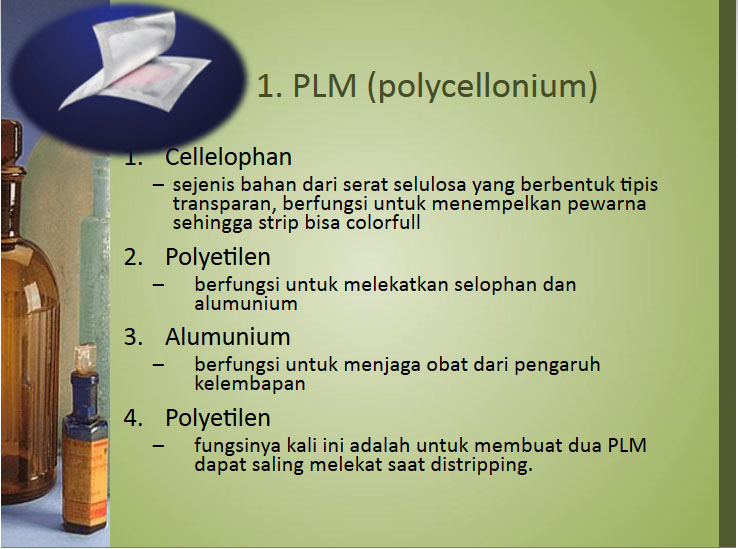 1. PLM (polycellonium)
1. Cellelophan
– sejenis bahan dari serat selulosa yang berbentuk tipis
transparan, berfungsi untuk menempelkan pewarna
sehingga strip bisa colorfull
2. Polyetilen
– berfungsi untuk melekatkan selophan dan
alumunium
3. Alumunium
– berfungsi untuk menjaga obat dari pengaruh
kelembapan
4. Polyetilen
– fungsinya kali ini adalah untuk membuat dua PLM
dapat saling melekat saat distripping.